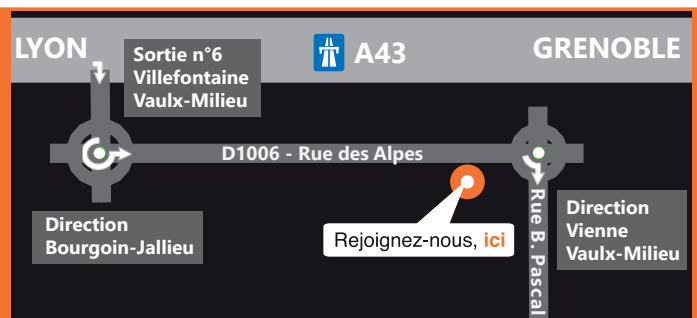 LYON
Sortie n°6
Villefontaine
Vaulx-Milieu
A43
GRENOBLE
D1006 - Rue des Alpes
Direction
Bourgoin-Jallieu
Rejoignez-nous, ici
Rue B. Pascal
Direction
Vienne
Vaulx-Milieu